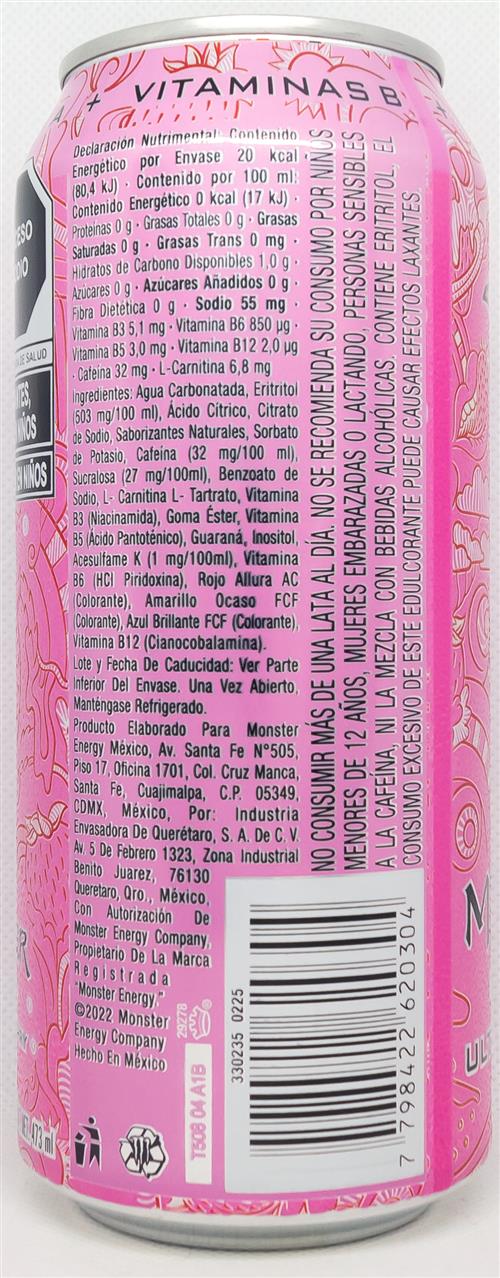 + VITAMINAS B
Declaración Nutrimental: Contenido
Energético por Envase 20 kcal
(80,4 kJ) · Contenido por 100 ml:
Contenido Energético 0 kcal (17 kJ) ·
Proteínas 0 g · Grasas Totales 0 g · Grasas
Saturadas 0 g · Grasas Trans 0 mg ·
Hidratos de Carbono Disponibles 1,0 g ·
Azúcares 0 g · Azúcares Añadidos 0 g ·
Fibra Dietética 0 g · Sodio 55 mg ·
Vitamina B3 5,1 mg · Vitamina B6 850 µg ·
Vitamina B5 3,0 mg · Vitamina B12 2,0 µg
· Cafeína 32 mg · L-Carnitina 6,8 mg
Ingredientes: Agua Carbonatada, Eritritol
(503 mg/100 ml), Ácido Cítrico, Citrato
de Sodio, Saborizantes Naturales, Sorbato
de Potasio, Cafeína (32 mg/100 ml),
Sucralosa (27 mg/100ml), Benzoato de
Sodio, L- Carnitina L- Tartrato, Vitamina
B3 (Niacinamida), Goma Éster, Vitamina
B5 (Ácido Pantoténico), Guaraná, Inositol,
Acesulfame K (1 mg/100ml), Vitamina
B6 (HCl Piridoxina), Rojo Allura AC
(Colorante), Amarillo Ocaso FCF
(Colorante), Azul Brillante FCF (Colorante),
Vitamina B12 (Cianocobalamina).
Lote y Fecha De Caducidad: Ver Parte
Inferior Del Envase. Una Vez Abierto,
Manténgase Refrigerado.
Producto Elaborado Para Monster
Energy México, Av. Santa Fe N°505,
Piso 17, Oficina 1701, Col. Cruz Manca,
Santa Fe, Cuajimalpa, C.P. 05349,
CDMX, México, Por: Industria
Envasadora De Querétaro, S. A. De C. V.
Av. 5 De Febrero 1323, Zona Industrial
Benito Juarez, 76130
Queretaro, Qro., México,
Con Autorización De
Monster Energy Company,
Propietario De La Marca
Registrada
"Monster Energy."
©2022 Monster
Energy Company
Hecho En México
NO CONSUMIR MÁS DE UNA LATA AL DÍA. NO SE RECOMIENDA SU CONSUMO POR NIÑOS
MENORES DE 12 AÑOS, MUJERES EMBARAZADAS O LACTANDO, PERSONAS SENSIBLES
A LA CAFEÍNA, NI LA MEZCLA CON BEBIDAS ALCOHÓLICAS. CONTIENE ERITRITOL, EL
CONSUMO EXCESIVO DE ESTE EDULCORANTE PUEDE CAUSAR EFECTOS LAXANTES.
29278
T508 04 A1B
330235 0225
7 798422 620304
DE SALUD
EN NIÑOS
473 ml